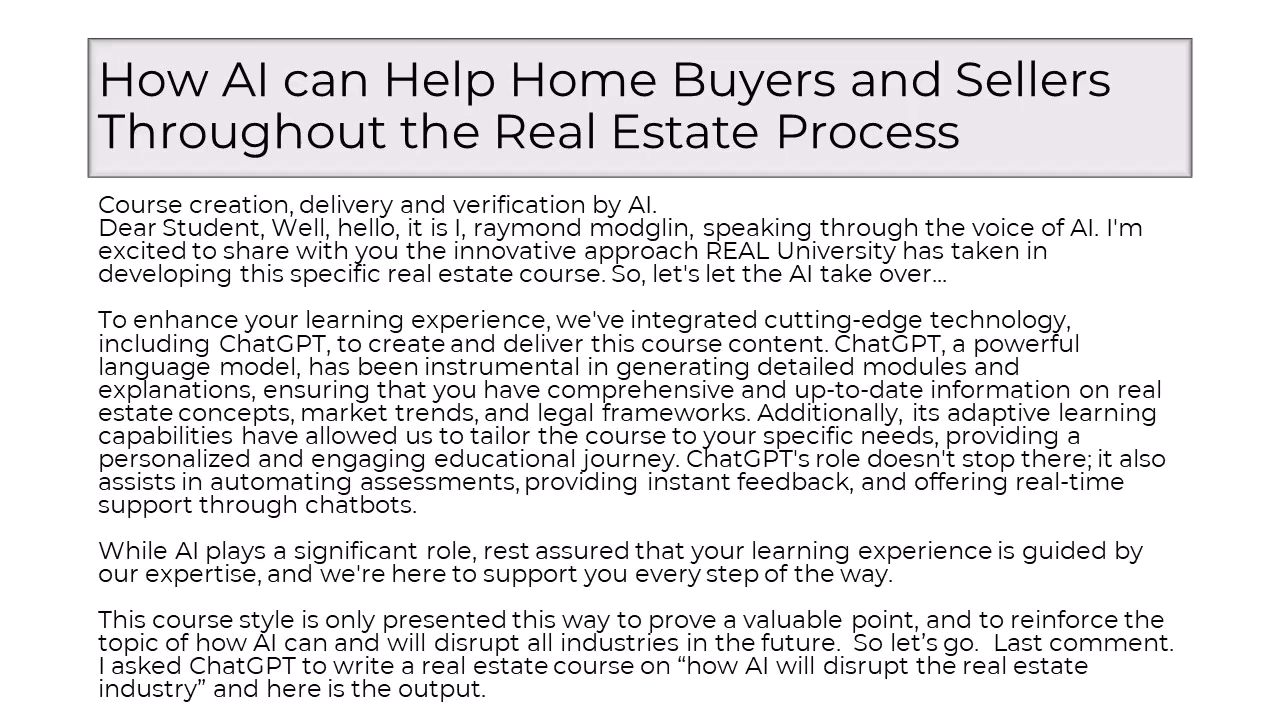 How AI can Help Home Buyers and Sellers
Throughout the Real Estate Process
Course creation, delivery and verification by AI.
Dear Student, Well, hello, it is I, raymond modglin, speaking through the voice of AI. I'm
excited to share with you the innovative approach REAL University has taken in
developing this specific real estate course. So, let's let the AI take over...
To enhance your learning experience, we've integrated cutting-edge technology,
including ChatGPT, to create and deliver this course content. ChatGPT, a powerful
language model, has been instrumental in generating detailed modules and
explanations, ensuring that you have comprehensive and up-to-date information on real
estate concepts, market trends, and legal frameworks. Additionally, its adaptive learning
capabilities have allowed us to tailor the course to your specific needs, providing a
personalized and engaging educational journey. ChatGPT's role doesn't stop there; it also
assists in automating assessments, providing instant feedback, and offering real-time
support through chatbots.
While AI plays a significant role, rest assured that your learning experience is guided by
our expertise, and we're here to support you every step of the way.
This course style is only presented this way to prove a valuable point, and to reinforce the
topic of how AI can and will disrupt all industries in the future.  So let’s go.  Last comment.
I asked ChatGPT to write a real estate course on “how AI will disrupt the real estate
industry” and here is the output.